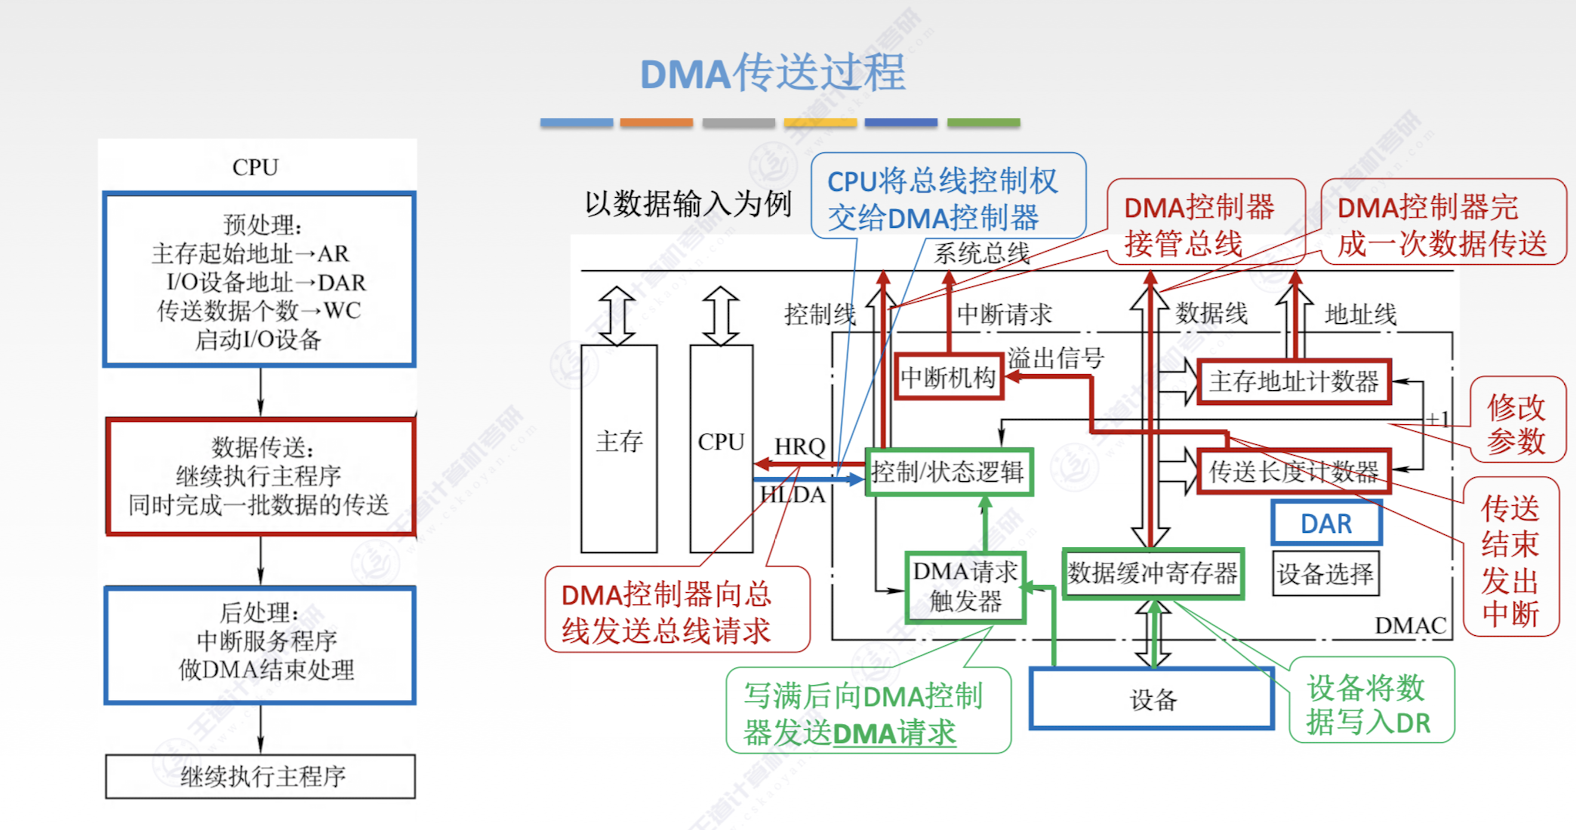 DMA传送过程
CPU
预处理：
主存起始地址→AR
I/O设备地址→DAR
传送数据个数→WC
启动I/O设备
数据传送：
继续执行主程序
同时完成一批数据的传送
后处理：
中断服务程序
做DMA结束处理
继续执行主程序
以数据输入为例
CPU将总线控制权
交给DMA控制器
DMA控制器
接管总线
DMA控制器完
成一次数据传送
系统总线
控制线
中断请求
数据线
地址线
溢出信号
中断机构
主存地址计数器
+1
修改
参数
主存
CPU
HRQ
HLDA
控制/状态逻辑
传送长度计数器
DAR
传送
结束
发出
中断
DMA请求
触发器
数据缓冲寄存器
设备选择
DMAC
DMA控制器向总
线发送总线请求
写满后向DMA控制
器发送DMA请求
设备
设备将数
据写入DR
王道计算机考研
www.cskaoyan.com